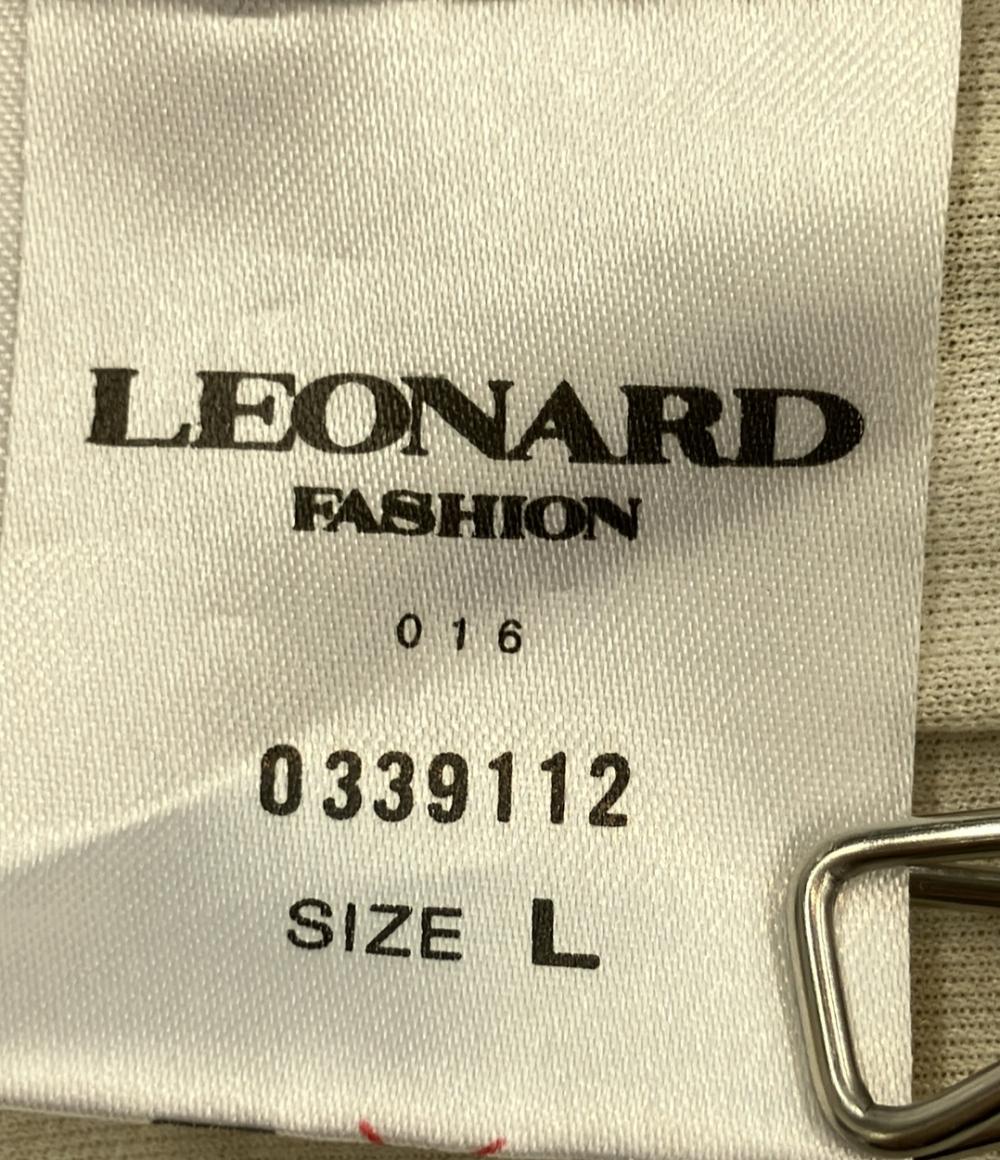 LEONARD
FASHION
016
0339112
SIZE L